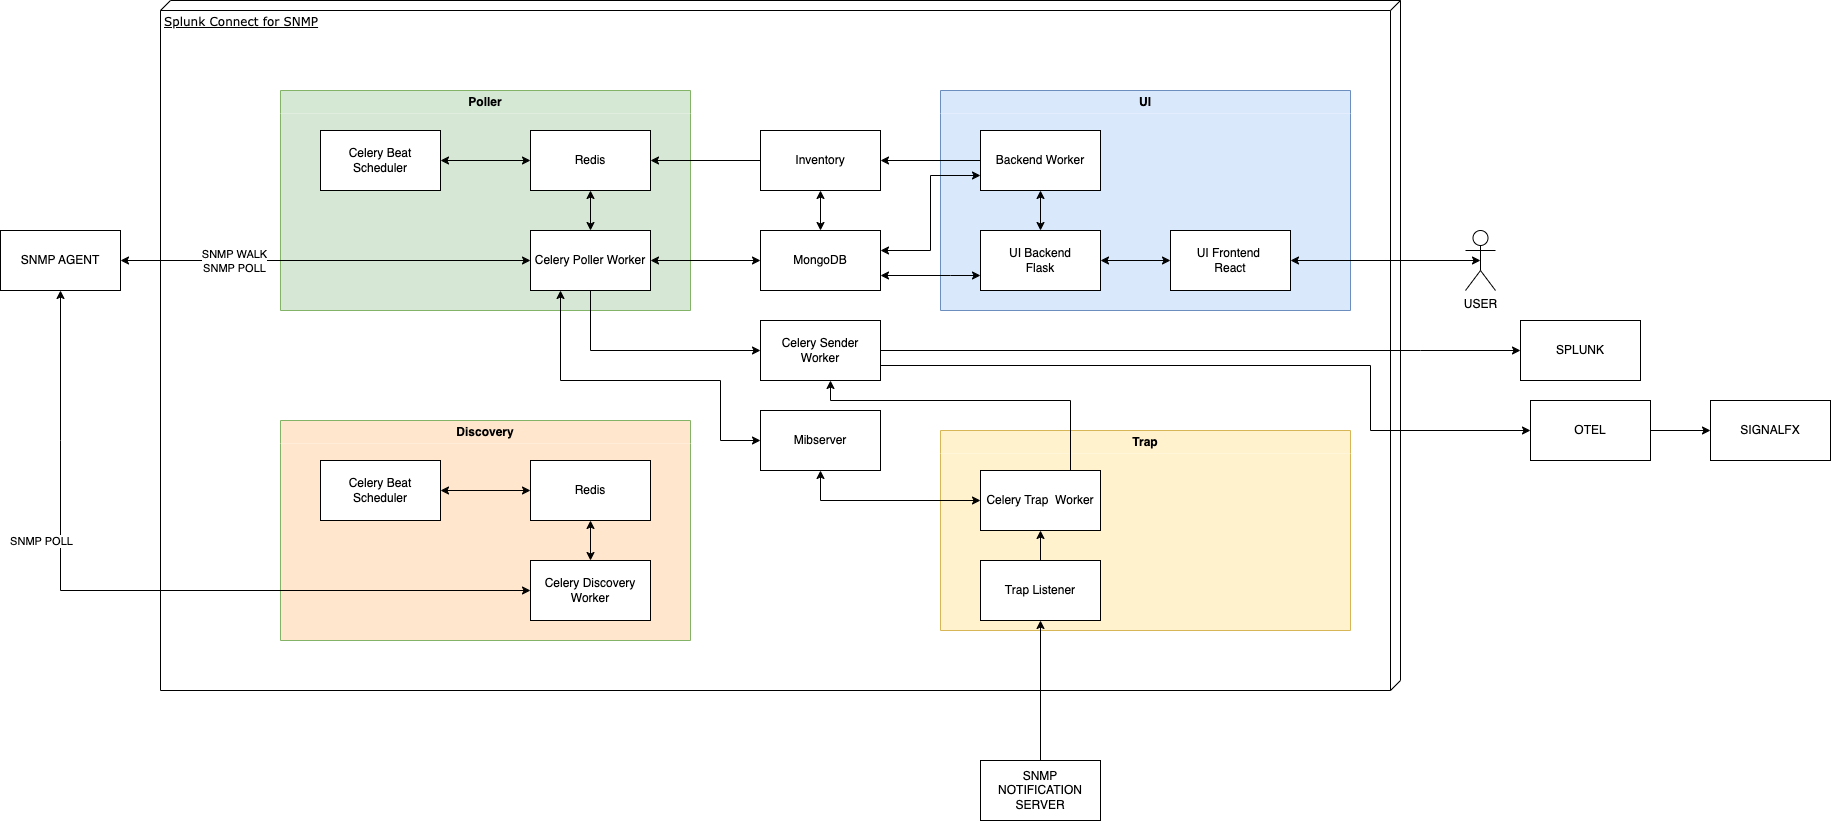 Splunk Connect for SNMP
Poller
Celery Beat
Scheduler
Redis
Celery Poller Worker
Inventory
MongoDB
UI
Backend Worker
UI Backend
Flask
UI Frontend
React
USER
SNMP AGENT
SNMP WALK
SNMP POLL
Celery Sender
Worker
SPLUNK
OTEL
SIGNALFX
Mibserver
Discovery
Celery Beat
Scheduler
Redis
Celery Discovery
Worker
SNMP POLL
Trap
Celery Trap  Worker
Trap Listener
SNMP
NOTIFICATION
SERVER